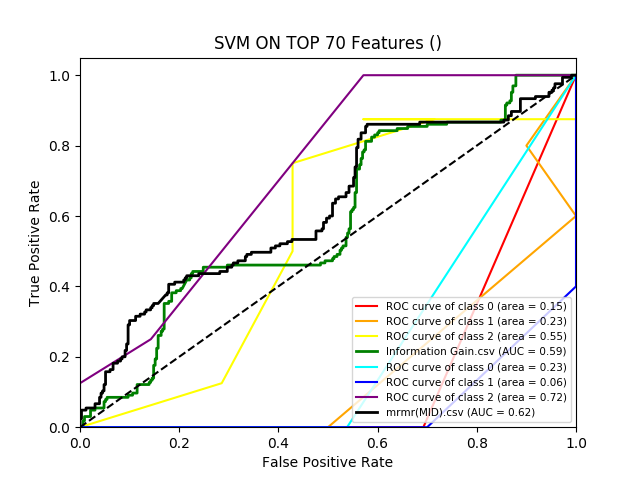 SVM ON TOP 70 Features ()
True Positive Rate
1.0
0.8
0.6
0.4
0.2
0.0
ROC curve of class 0 (area = 0.15)
ROC curve of class 1 (area = 0.23)
ROC curve of class 2 (area = 0.55)
Information Gain.csv (AUC = 0.59)
ROC curve of class 0 (area = 0.23)
ROC curve of class 1 (area = 0.06)
ROC curve of class 2 (area = 0.72)
mrmr(MID).csv (AUC = 0.62)
0.0 0.2 0.4 0.6 0.8 1.0
False Positive Rate